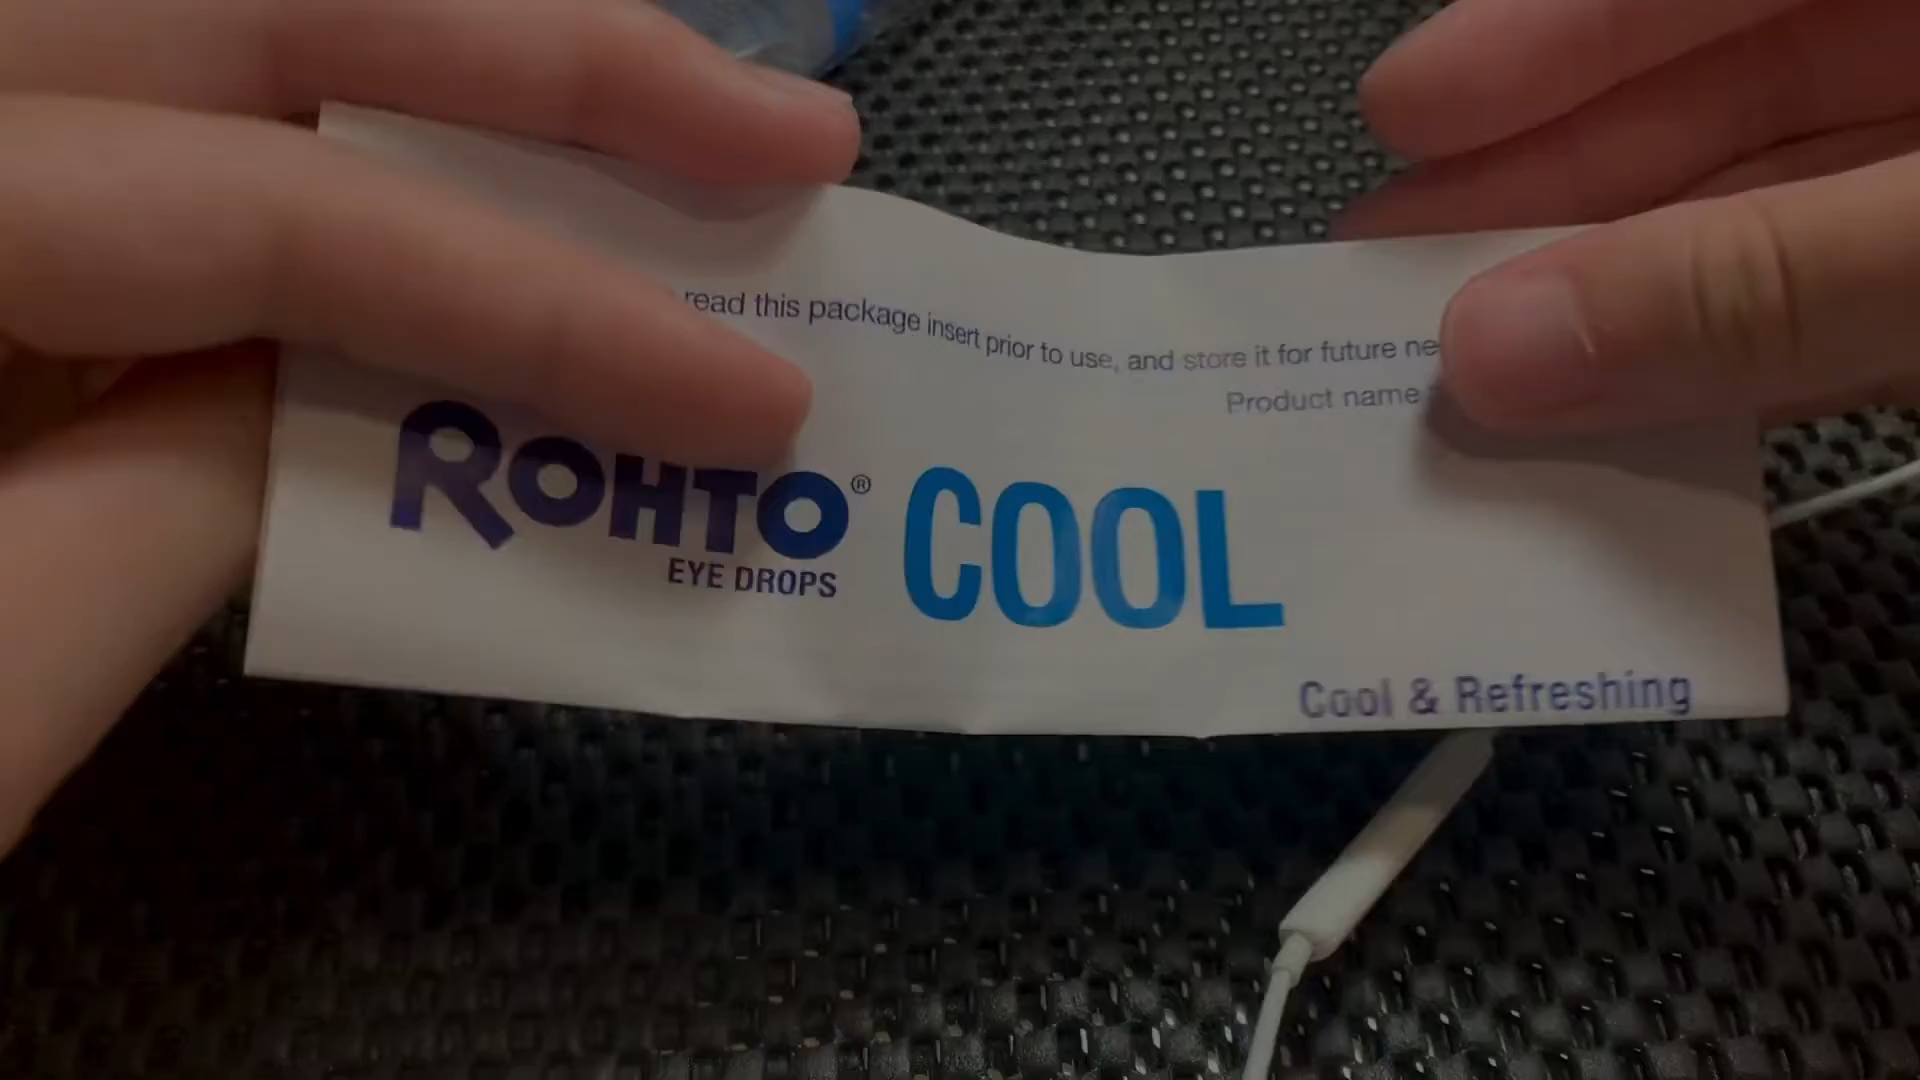 read this package insert prior to use, and store it for future
Product name
ROHTO® COOL
EYE DROPS
Cool & Refreshing